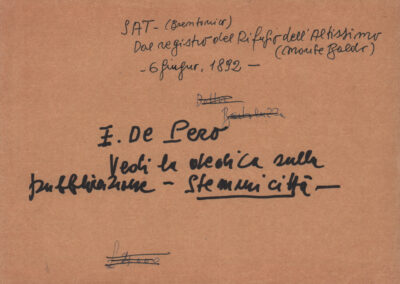 SAT - (Brentonico)
Dal registro del Rifugio dell'Altissimo
(Monte Baldo)
- 6 Giugno, 1892 -
I. De Pero
Vedi la dedica sulla
pubblicazione - Stemmi città -